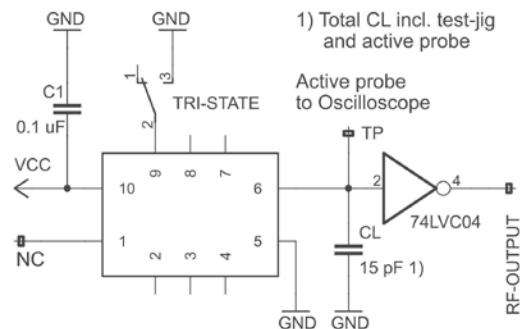 GND
GND
1) Total CL incl. test-jig
and active probe
1
3
C1
TRI-STATE
Active probe
to Oscilloscope
0.1 uF
2
TP
VCC
9
8
7
10
6
2
4
74LVC04
1
5
CL
NC
2
3
4
15 pF 1)
RF-OUTPUT
GND
GND